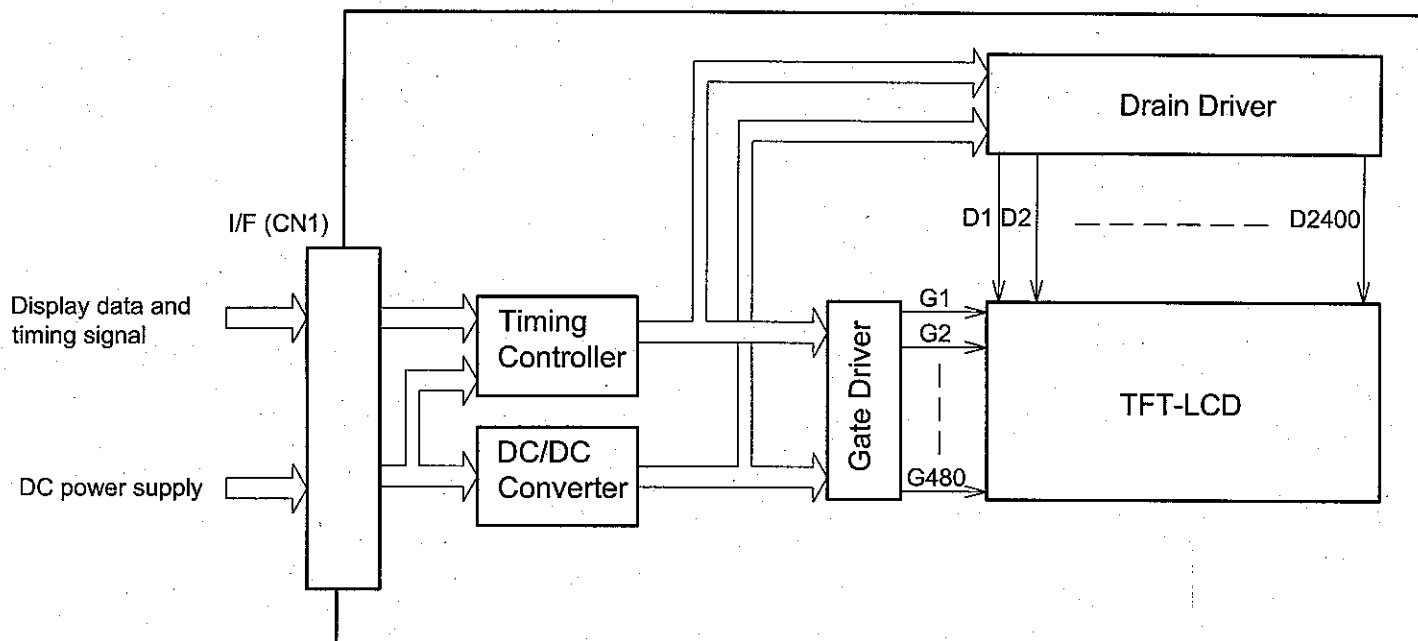 Drain Driver
I/F (CN1)
D1 D2
D2400
Display data and
timing signal
Timing
Controller
Gate Driver
G1
G2
TFT-LCD
DC/DC
Converter
DC power supply
G480